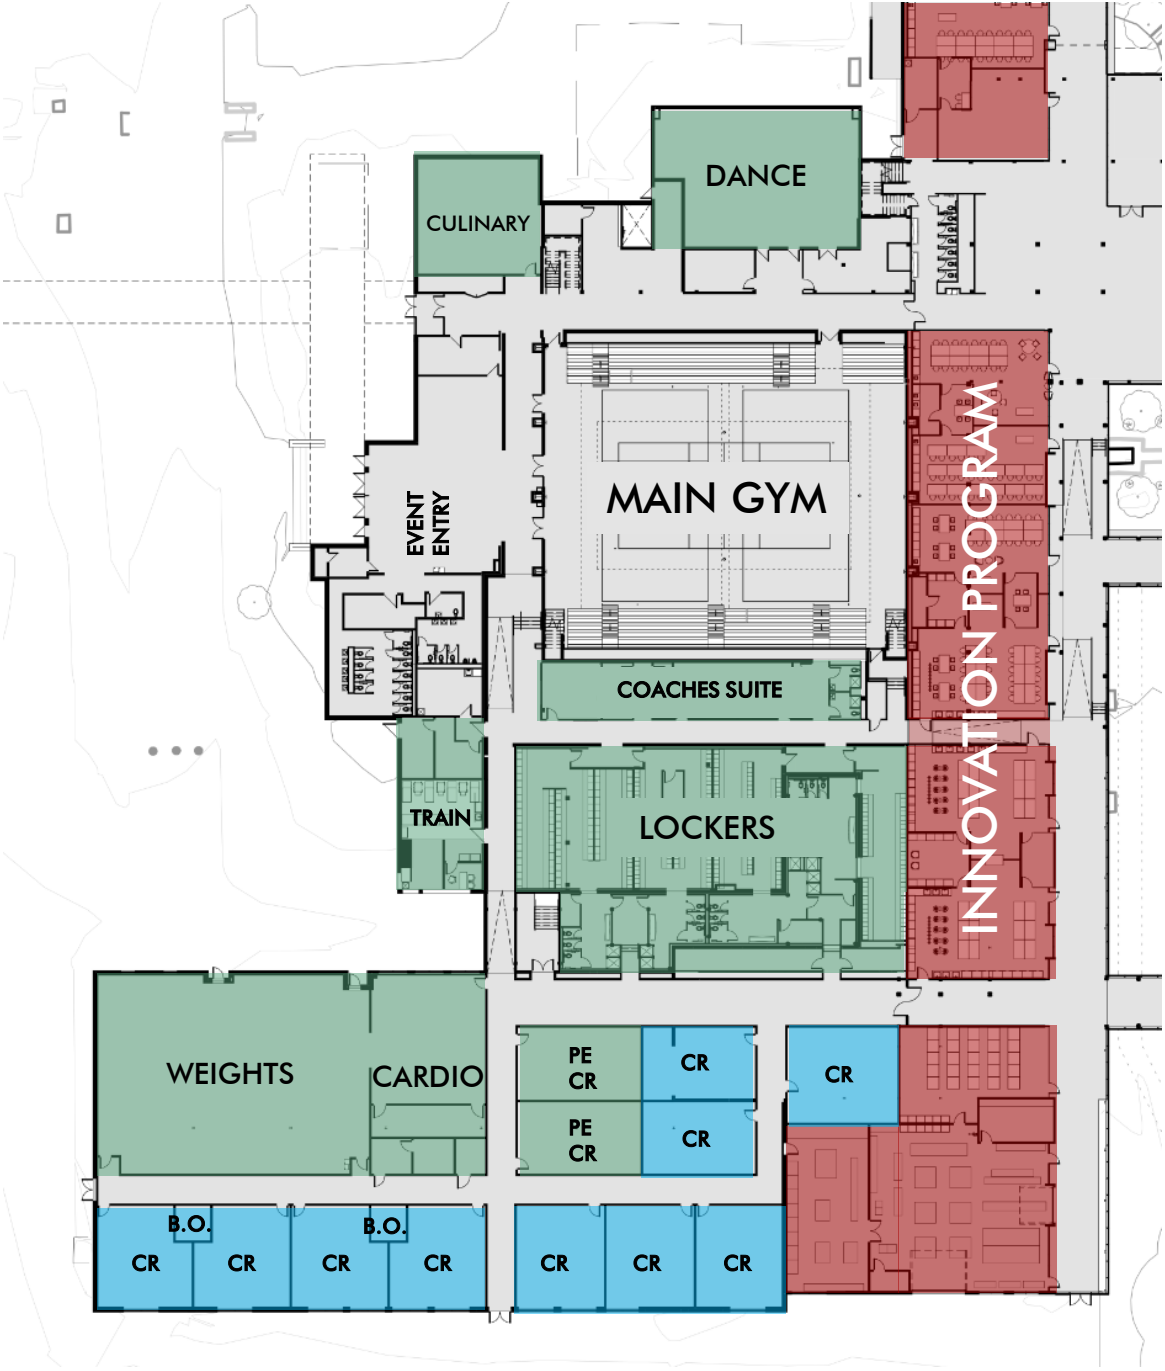 DANCE
CULINARY
MAIN GYM
EVENT
ENTRY
INNOVATION PROGRAM
COACHES SUITE
TRAIN
LOCKERS
WEIGHTS
CARDIO
PE
CR
CR
CR
PE
CR
CR
B.O.
B.O.
CR
CR
CR
CR
CR
CR
CR